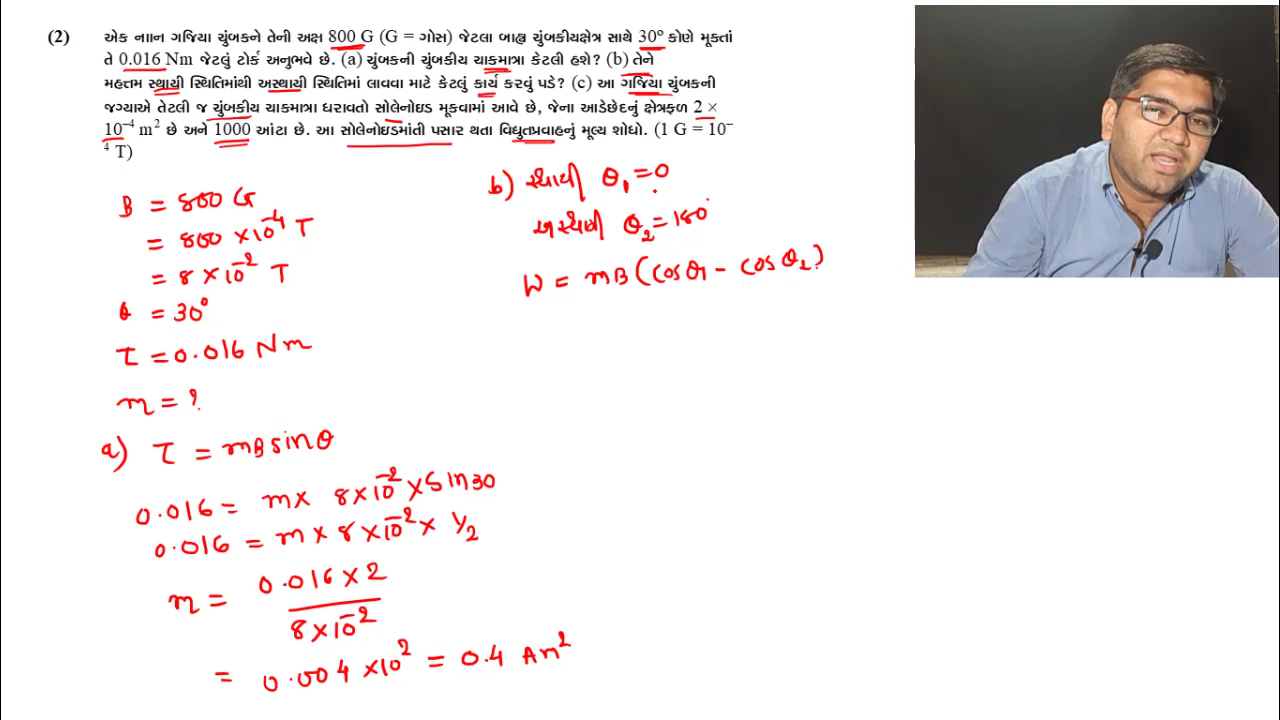 (2) એક નાાન ગજિયા ચુંબકને તેની અક્ષ 800 G (G = ગોસ) જેટલા બાહ્ય ચુંબકીયક્ષેત્ર સાથે 30° કોણે મૂક્તાં
તે 0.016 Nm જેટલું ટોર્ક અનુભવે છે. (a) ચુંબકની ચુંબકીય ચાકમાત્રા કેટલી હશે? (b) તેને
મહત્તમ સ્થાયી સ્થિતિમાંથી અસ્થાયી સ્થિતિમાં લાવવા માટે કેટલું કાર્ય કરવું પડે? (c) આ ગજિયા ચુંબકની
જગ્યાએ તેટલી જ ચુંબકીય ચાકમાત્રા ધરાવતો સોલેનોઇડ મૂકવામાં આવે છે, જેના આડેછેદનું ક્ષેત્રફળ 2 ×
10⁻⁴ m² છે અને 1000 આંટા છે. આ સોલેનોઇડમાંતી પસાર થતા વિદ્યુતપ્રવાહનું મૂલ્ય શોધો. (1 G = 10⁻
⁴ T)
B = 800 G
= 800 × 10⁻⁴ T
= 8 × 10⁻² T
θ = 30°
τ = 0.016 Nm
m = ?
a) τ = mB sinθ
0.016 = m × 8 × 10⁻² × Sin 30
0.016 = m × 8 × 10⁻² × 1/2
m = 0.016 × 2
8 × 10⁻²
= 0.004 × 10² = 0.4 Am²
b) સ્થાયી θ₁ = 0
અસ્થાયી θ₂ = 180°
W = mB (cosθ₁ - cosθ₂)